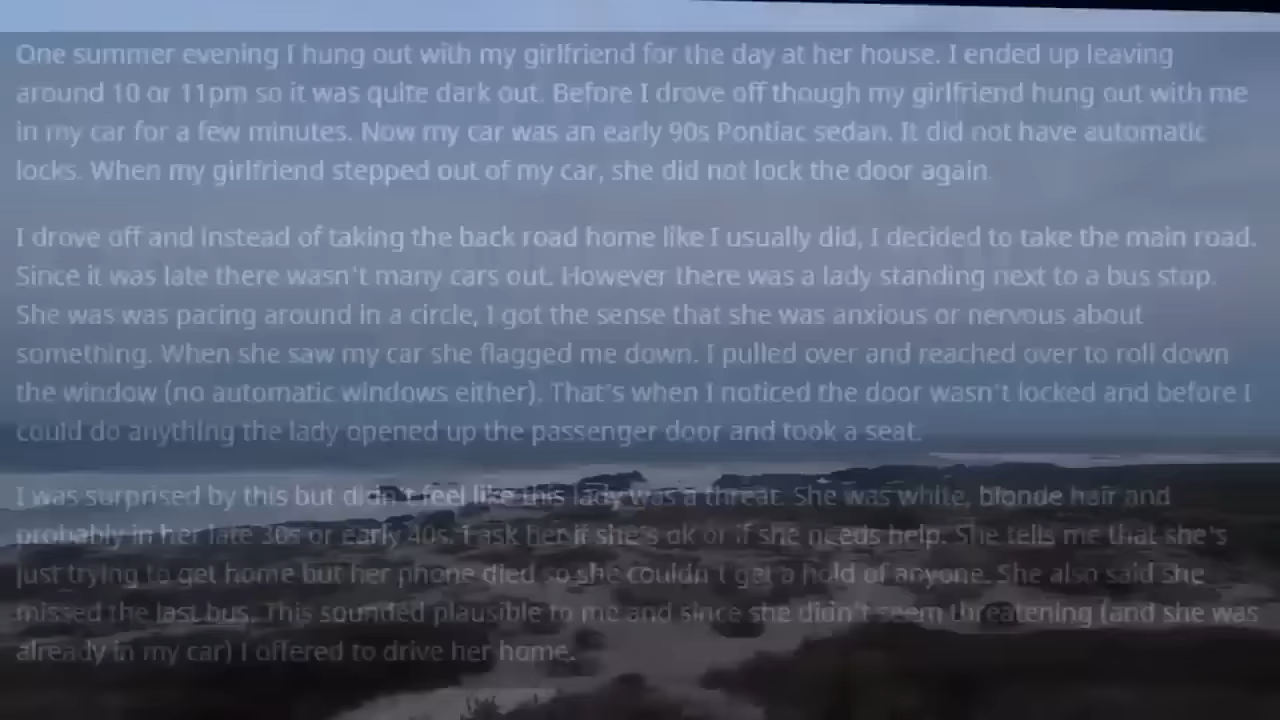 One summer evening I hung out with my girlfriend for the day at her house. I ended up leaving
around 10 or 11pm so it was quite dark out. Before I drove off though my girlfriend hung out with me
in my car for a few minutes. Now my car was an early 90s Pontiac sedan. It did not have automatic
locks. When my girlfriend stepped out of my car, she did not lock the door again.
I drove off and instead of taking the back road home like I usually did, I decided to take the main road.
Since it was late there wasn't many cars out. However there was a lady standing next to a bus stop.
She was was pacing around in a circle, I got the sense that she was anxious or nervous about
something. When she saw my car she flagged me down. I pulled over and reached over to roll down
the window (no automatic windows either). That's when I noticed the door wasn't locked and before I
could do anything the lady opened up the passenger door and took a seat.
I was surprised by this but didn't feel like this lady was a threat. She was white, blonde hair and
probably in her late 30s or early 40s. I ask her if she's ok or if she needs help. She tells me that she's
just trying to get home but her phone died so she couldn't get a hold of anyone. She also said she
missed the last bus. This sounded plausible to me and since she didn't seem threatening (and she was
already in my car) I offered to drive her home.